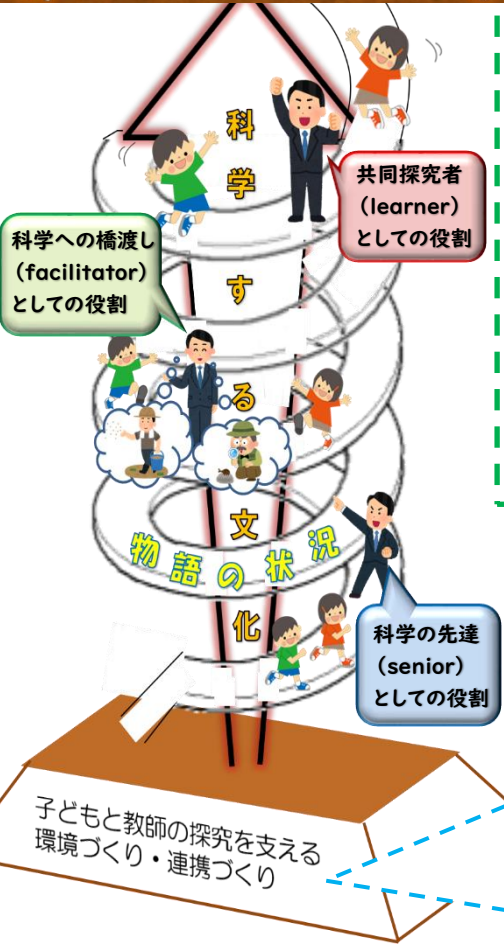 科学する文化
共同探究者
（learner）
としての役割
科学への橋渡し
（facilitator）
としての役割
物語の状況
科学の先達
（senior）
としての役割
子どもと教師の探究を支える
環境づくり・連携づくり